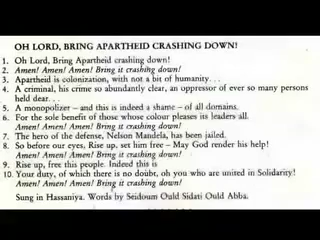 OH LORD, BRING APARTHEID CRASHING DOWN!
1. Oh Lord, Bring Apartheid crashing down!
2. Amen! Amen! Amen! Bring it crashing down!
3. Apartheid is colonization, with not a bit of humanity. . .
4. A criminal, his crime so abundantly clear, an oppressor of ever so many persons
held dear. . .
5. A monopolizer – and this is indeed a shame – of all domains.
6. For the sole benefit of those whose colour pleases its leaders all.
Amen! Amen! Amen! Bring it crashing down!
7. The hero of the defense, Nelson Mandela, has been jailed.
8. So before our eyes, Rise up, set him free – May God render his help!
Amen! Amen! Amen! Bring it crashing down!
9. Rise up, free this people. Indeed this is
10. Your duty, of which there is no doubt, oh you who are united in Solidarity!
Amen! Amen! Amen! Bring it crashing down!
Sung in Hassaniya. Words by Seidoum Ould Sidati Ould Abba.